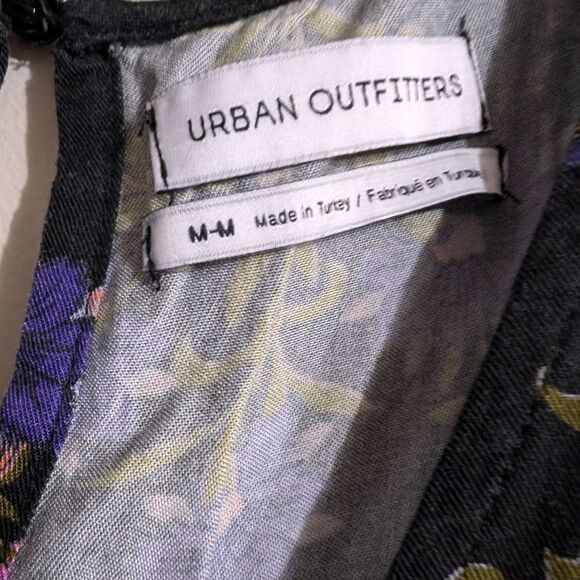 URBAN OUTFITTERS
M-M Made in Turkey / Fabriqué en Turquie